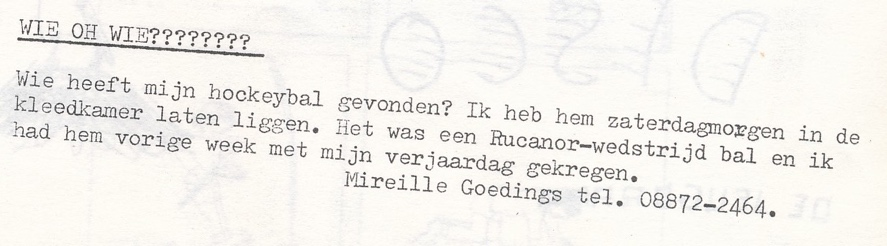 WIE OH WIE????????
Wie heeft mijn hockeybal gevonden? Ik heb hem zaterdagmorgen in de
kleedkamer laten liggen. Het was een Rucanor-wedstrijd bal en ik
had hem vorige week met mijn verjaardag gekregen.
Mireille Goedings tel. 08872-2464.